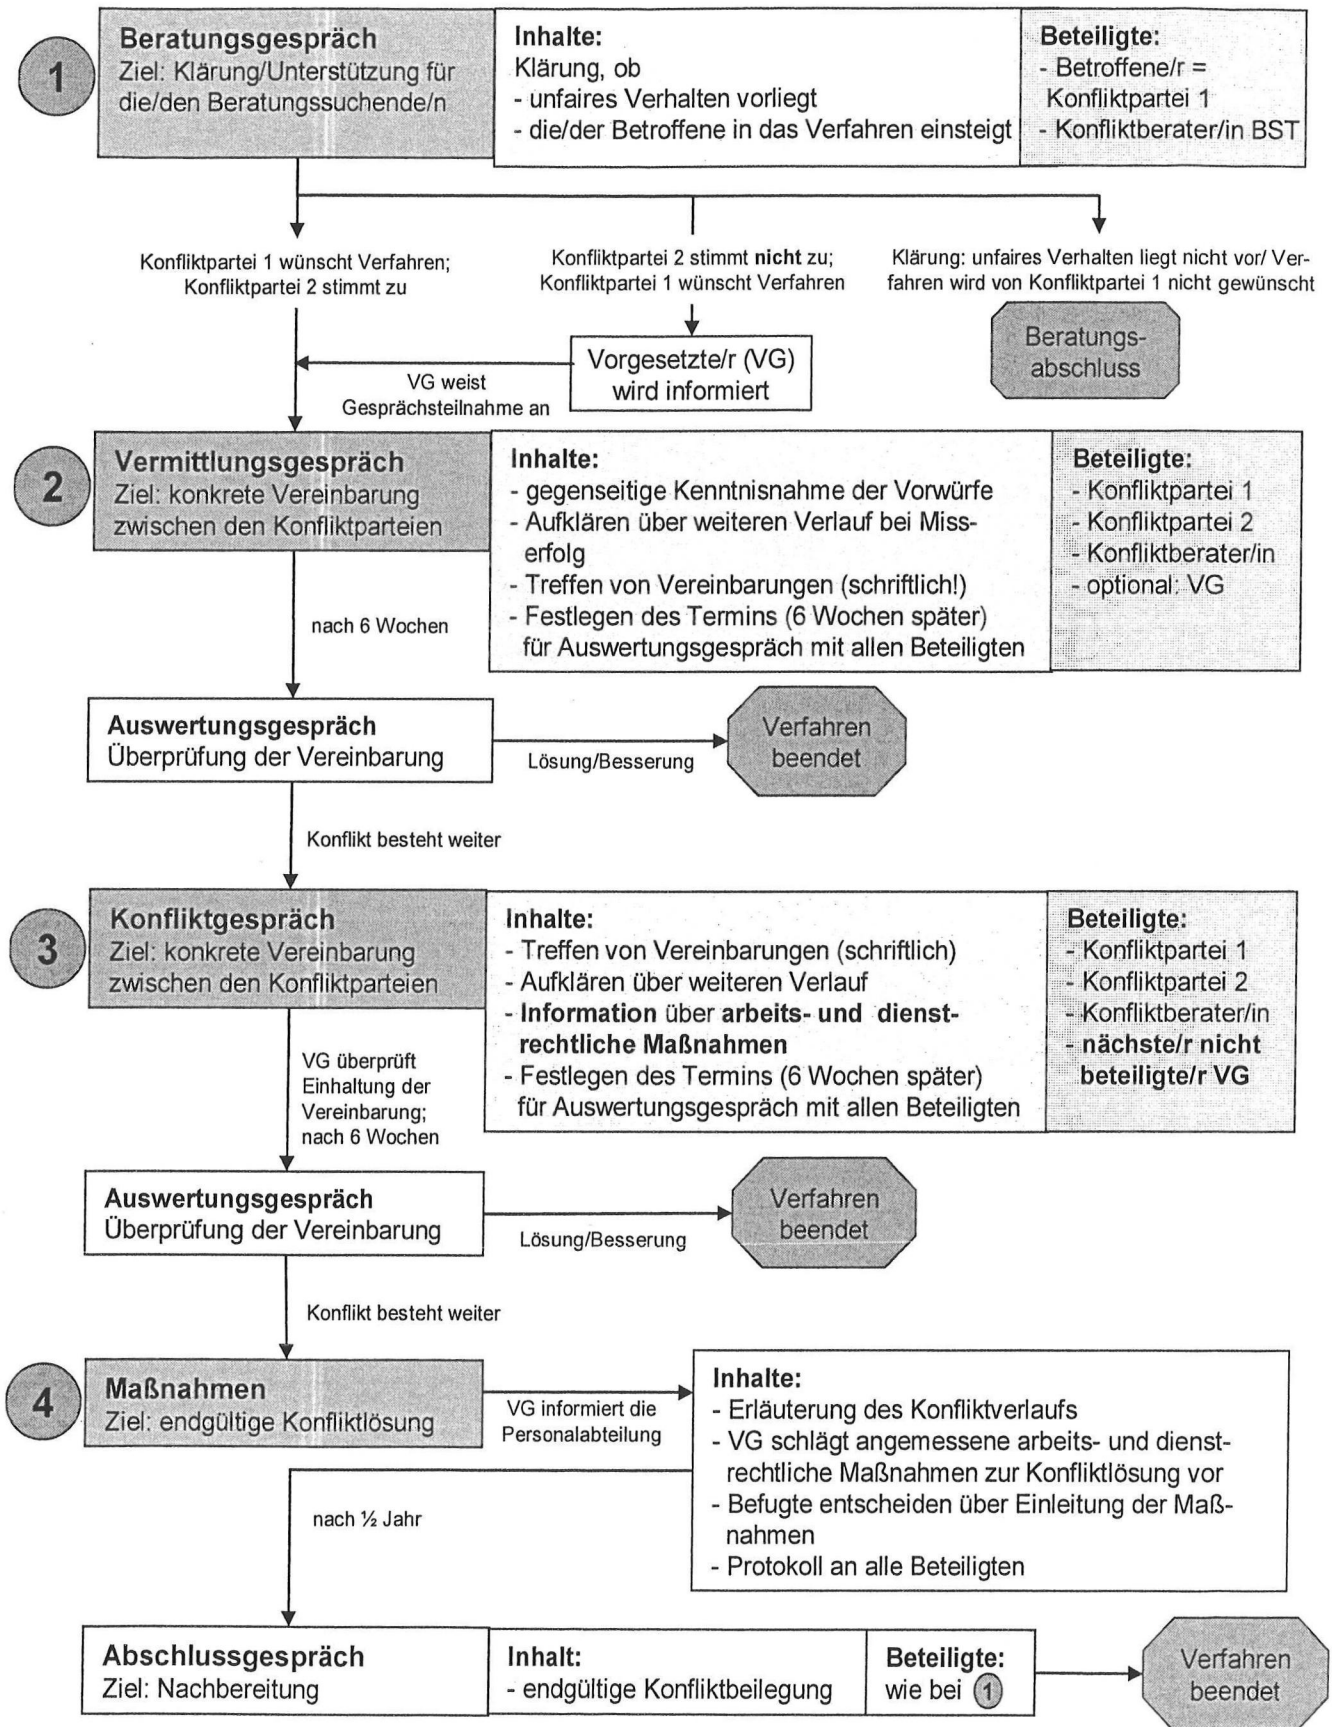 1
Beratungsgespräch
Ziel: Klärung/Unterstützung für
die/den Beratungssuchende/n
Inhalte:
Klärung, ob
- unfaires Verhalten vorliegt
- die/der Betroffene in das Verfahren einsteigt
Beteiligte:
- Betroffene/r =
Konfliktpartei 1
- Konfliktberater/in BST
Konfliktpartei 1 wünscht Verfahren;
Konfliktpartei 2 stimmt zu
Konfliktpartei 2 stimmt nicht zu;
Konfliktpartei 1 wünscht Verfahren
Klärung: unfaires Verhalten liegt nicht vor/ Ver-
fahren wird von Konfliktpartei 1 nicht gewünscht
Beratungs-
abschluss
Vorgesetzte/r (VG)
wird informiert
VG weist
Gesprächsteilnahme an
2
Vermittlungsgespräch
Ziel: konkrete Vereinbarung
zwischen den Konfliktparteien
Inhalte:
- gegenseitige Kenntnisnahme der Vorwürfe
- Aufklären über weiteren Verlauf bei Miss-
erfolg
- Treffen von Vereinbarungen (schriftlich!)
- Festlegen des Termins (6 Wochen später)
für Auswertungsgespräch mit allen Beteiligten
Beteiligte:
- Konfliktpartei 1
- Konfliktpartei 2
- Konfliktberater/in
- optional: VG
nach 6 Wochen
Auswertungsgespräch
Überprüfung der Vereinbarung
Lösung/Besserung
Verfahren
beendet
Konflikt besteht weiter
3
Konfliktgespräch
Ziel: konkrete Vereinbarung
zwischen den Konfliktparteien
Inhalte:
- Treffen von Vereinbarungen (schriftlich)
- Aufklären über weiteren Verlauf
- Information über arbeits- und dienst-
rechtliche Maßnahmen
- Festlegen des Termins (6 Wochen später)
für Auswertungsgespräch mit allen Beteiligten
Beteiligte:
- Konfliktpartei 1
- Konfliktpartei 2
- Konfliktberater/in
- nächste/r nicht
beteiligte/r VG
VG überprüft
Einhaltung der
Vereinbarung;
nach 6 Wochen
Auswertungsgespräch
Überprüfung der Vereinbarung
Lösung/Besserung
Verfahren
beendet
Konflikt besteht weiter
4
Maßnahmen
Ziel: endgültige Konfliktlösung
VG informiert die
Personalabteilung
Inhalte:
- Erläuterung des Konfliktverlaufs
- VG schlägt angemessene arbeits- und dienst-
rechtliche Maßnahmen zur Konfliktlösung vor
- Befugte entscheiden über Einleitung der Maß-
nahmen
- Protokoll an alle Beteiligten
nach ½ Jahr
Abschlussgespräch
Ziel: Nachbereitung
Inhalt:
- endgültige Konfliktbeilegung
Beteiligte:
wie bei 1
Verfahren
beendet